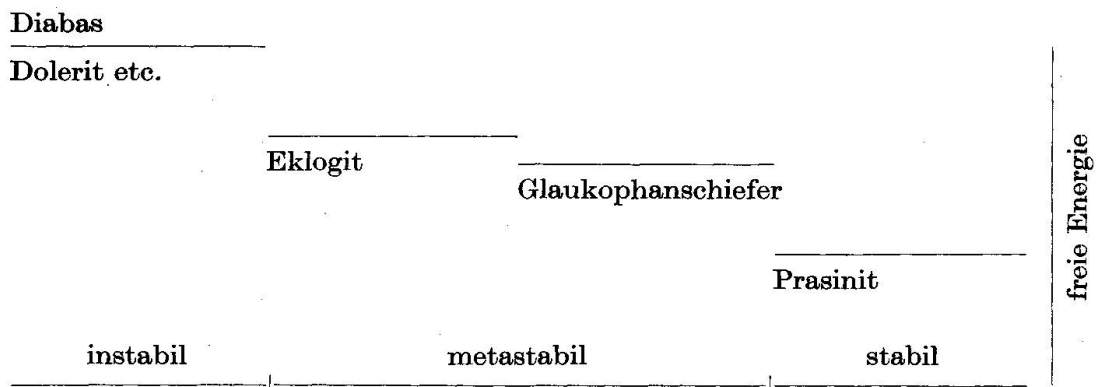 Diabas
Dolerit etc.
Eklogit
Glaukophanschiefer
Prasinit
freie Energie
instabil metastabil stabil